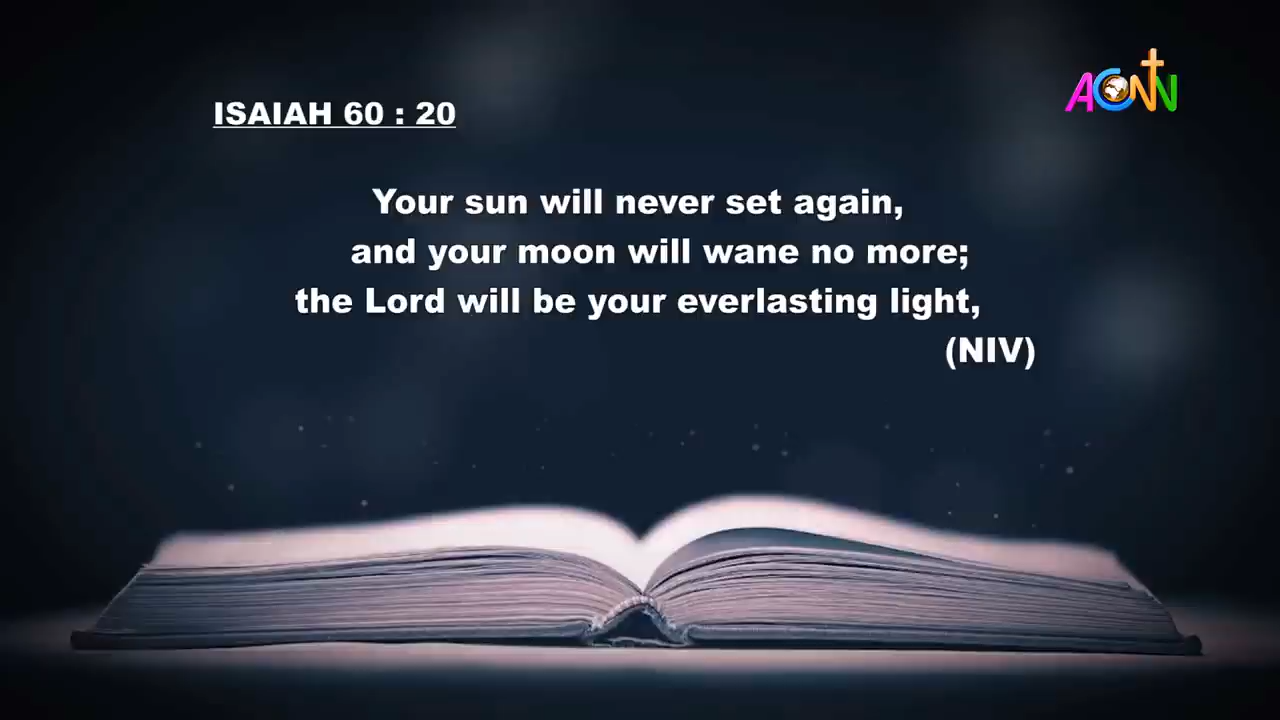 ISAIAH 60 : 20
ACNN
Your sun will never set again,
and your moon will wane no more;
the Lord will be your everlasting light,
(NIV)